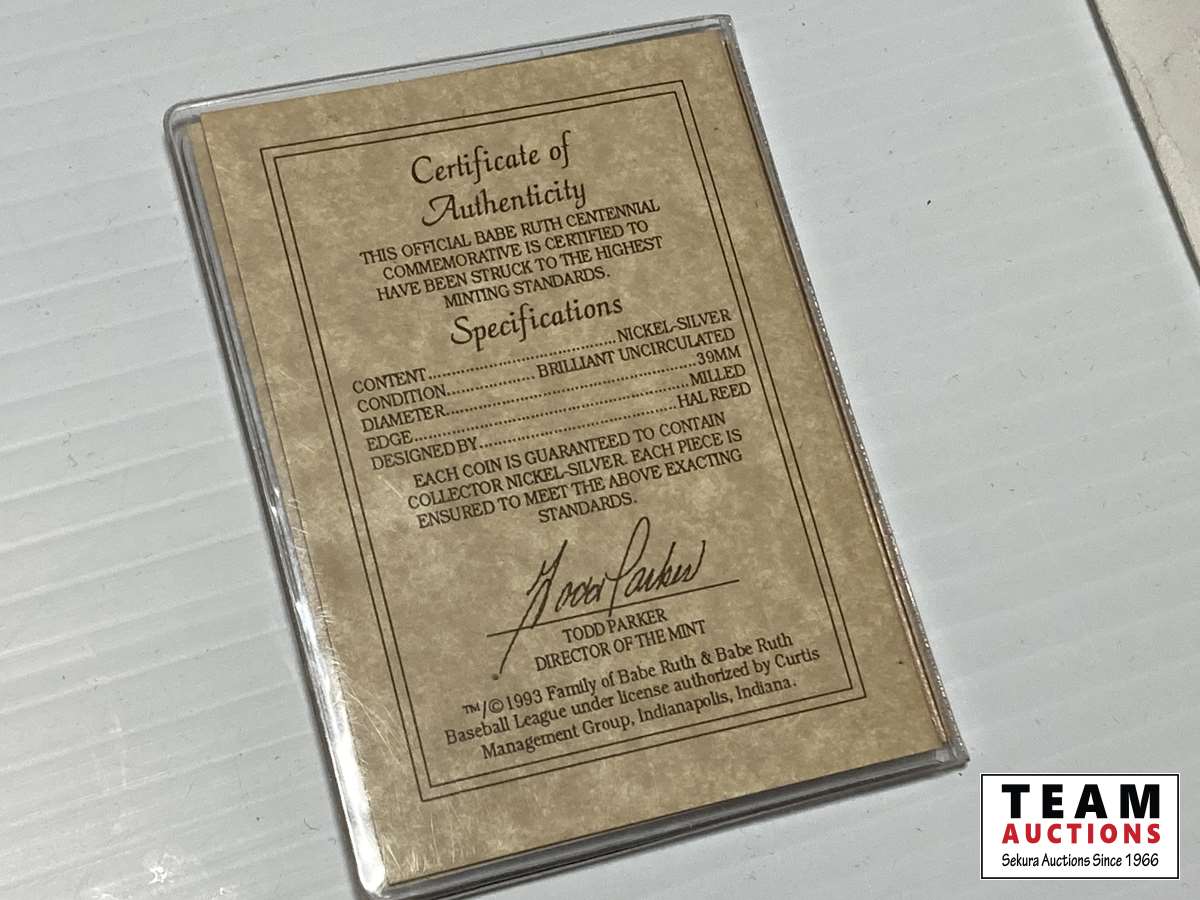 Certificate of
Authenticity
THIS OFFICIAL BABE RUTH CENTENNIAL
COMMEMORATIVE IS CERTIFIED TO
HAVE BEEN STRUCK TO THE HIGHEST
MINTING STANDARDS.
Specifications
CONTENT....................................NICKEL-SILVER
CONDITION................. BRILLIANT UNCIRCULATED
DIAMETER................................................39MM
EDGE.....................................................MILLED
DESIGNED BY.....................................HAL REED
EACH COIN IS GUARANTEED TO CONTAIN
COLLECTOR NICKEL-SILVER. EACH PIECE IS
ENSURED TO MEET THE ABOVE EXACTING
STANDARDS.
Todd Parker
TODD PARKER
DIRECTOR OF THE MINT
™/©1993 Family of Babe Ruth & Babe Ruth
Baseball League under license authorized by Curtis
Management Group, Indianapolis, Indiana.
TEAM
AUCTIONS
Sekura Auctions Since 1966